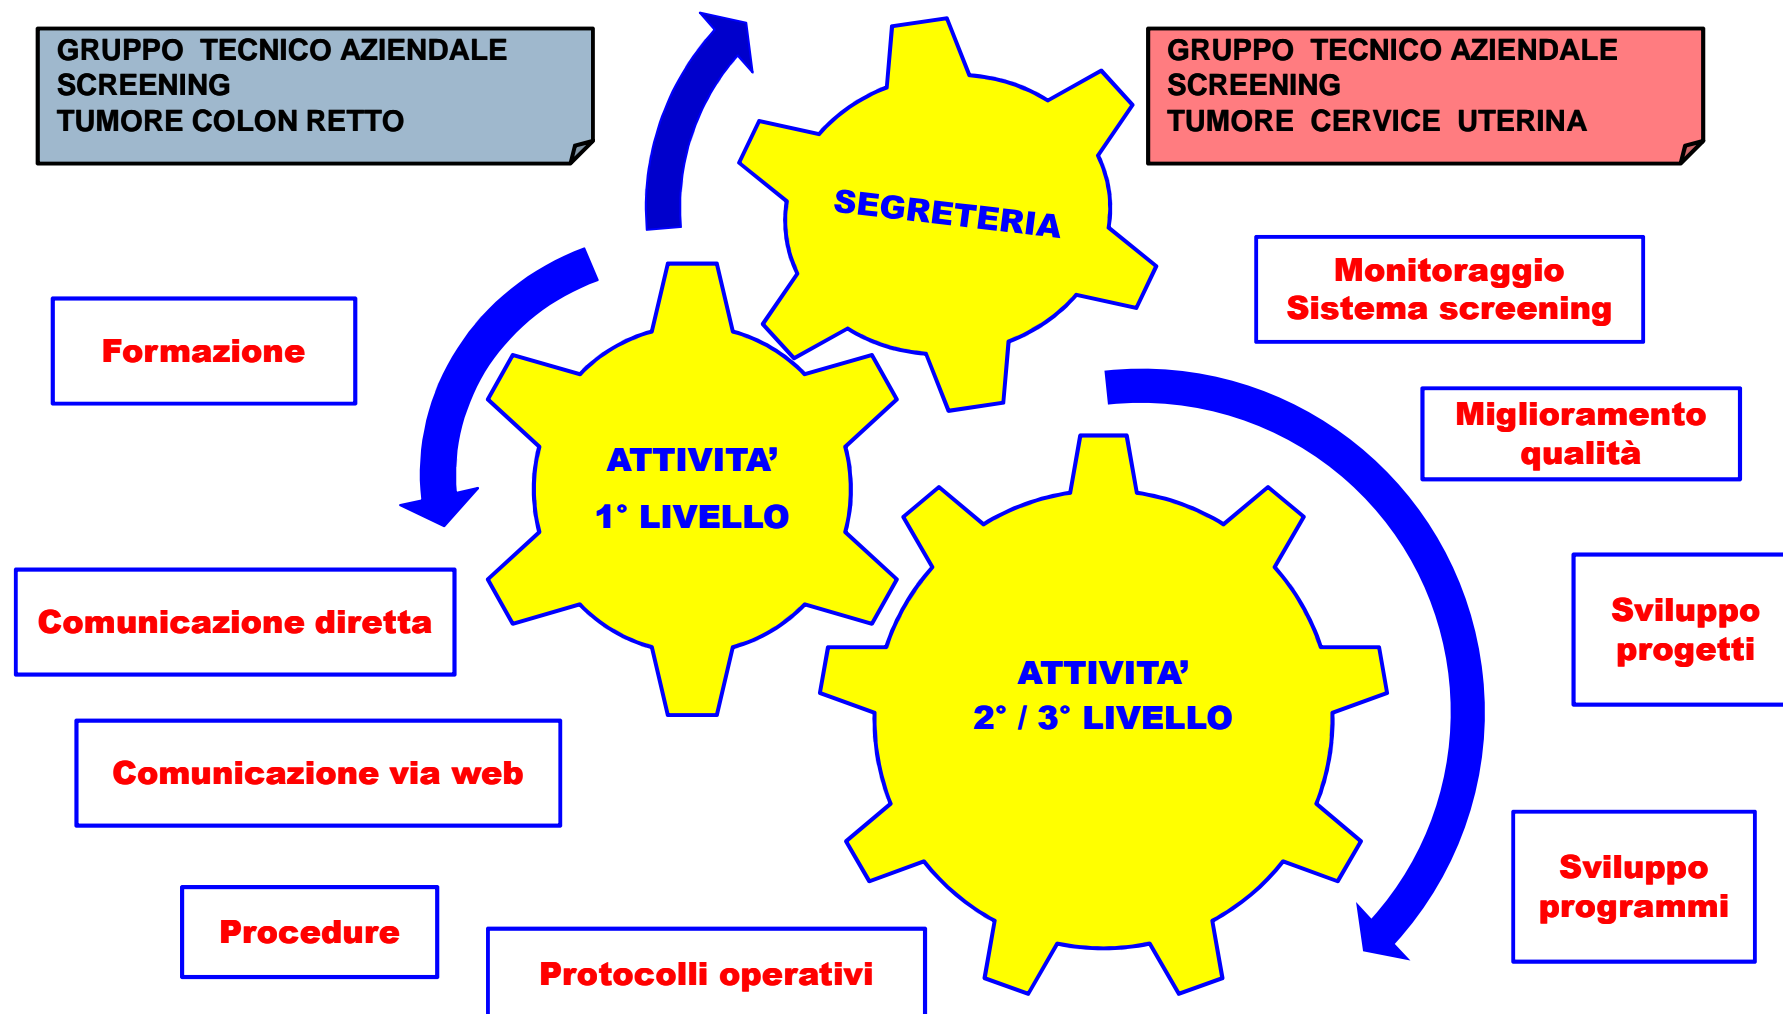 GRUPPO TECNICO AZIENDALE
SCREENING
TUMORE COLON RETTO
GRUPPO TECNICO AZIENDALE
SCREENING
TUMORE CERVICE UTERINA
SEGRETERIA
Monitoraggio
Sistema screening
Formazione
Miglioramento
qualità
ATTIVITA’
1° LIVELLO
Comunicazione diretta
Sviluppo
progetti
ATTIVITA’
2° / 3° LIVELLO
Comunicazione via web
Sviluppo
programmi
Procedure
Protocolli operativi